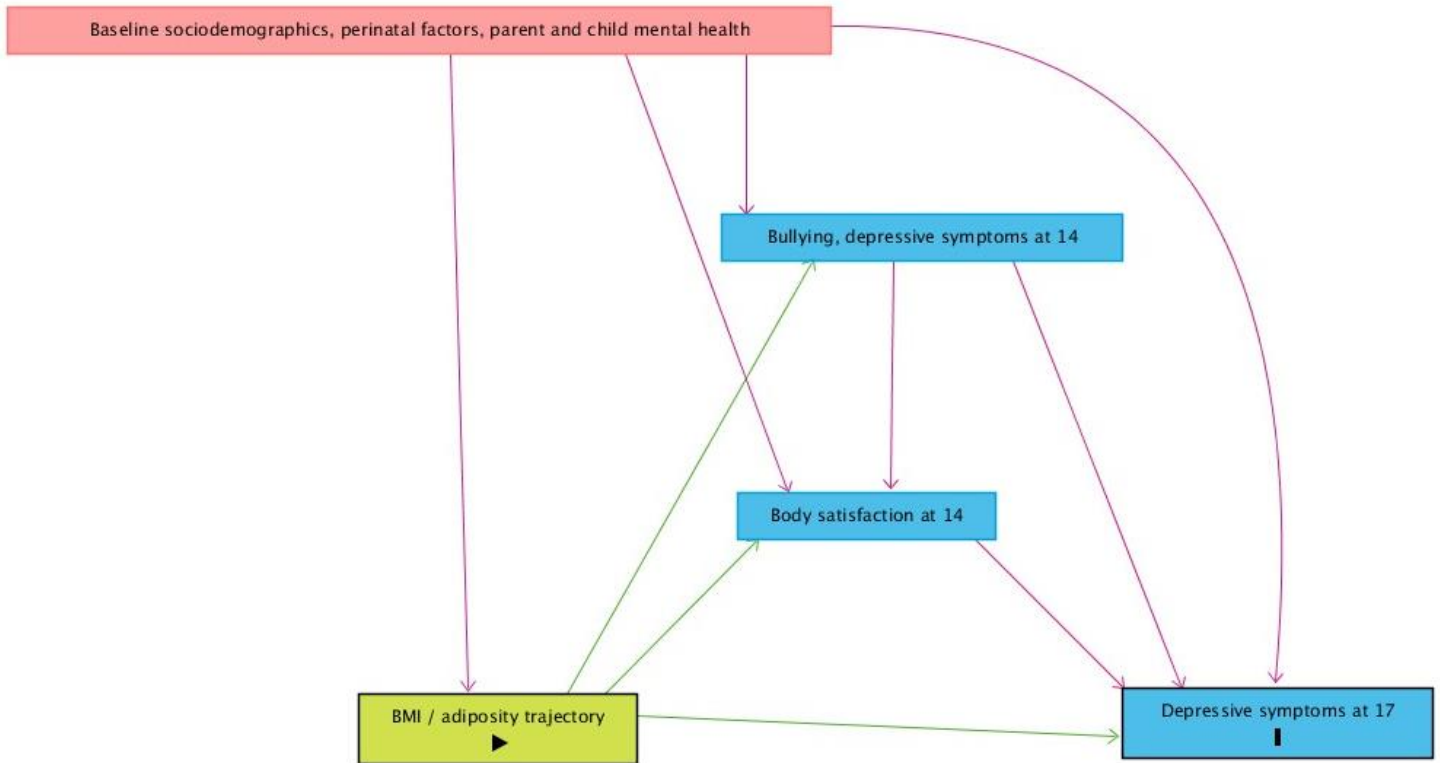 Baseline sociodemographics, perinatal factors, parent and child mental health
Bullying, depressive symptoms at 14
Body satisfaction at 14
BMI / adiposity trajectory
Depressive symptoms at 17